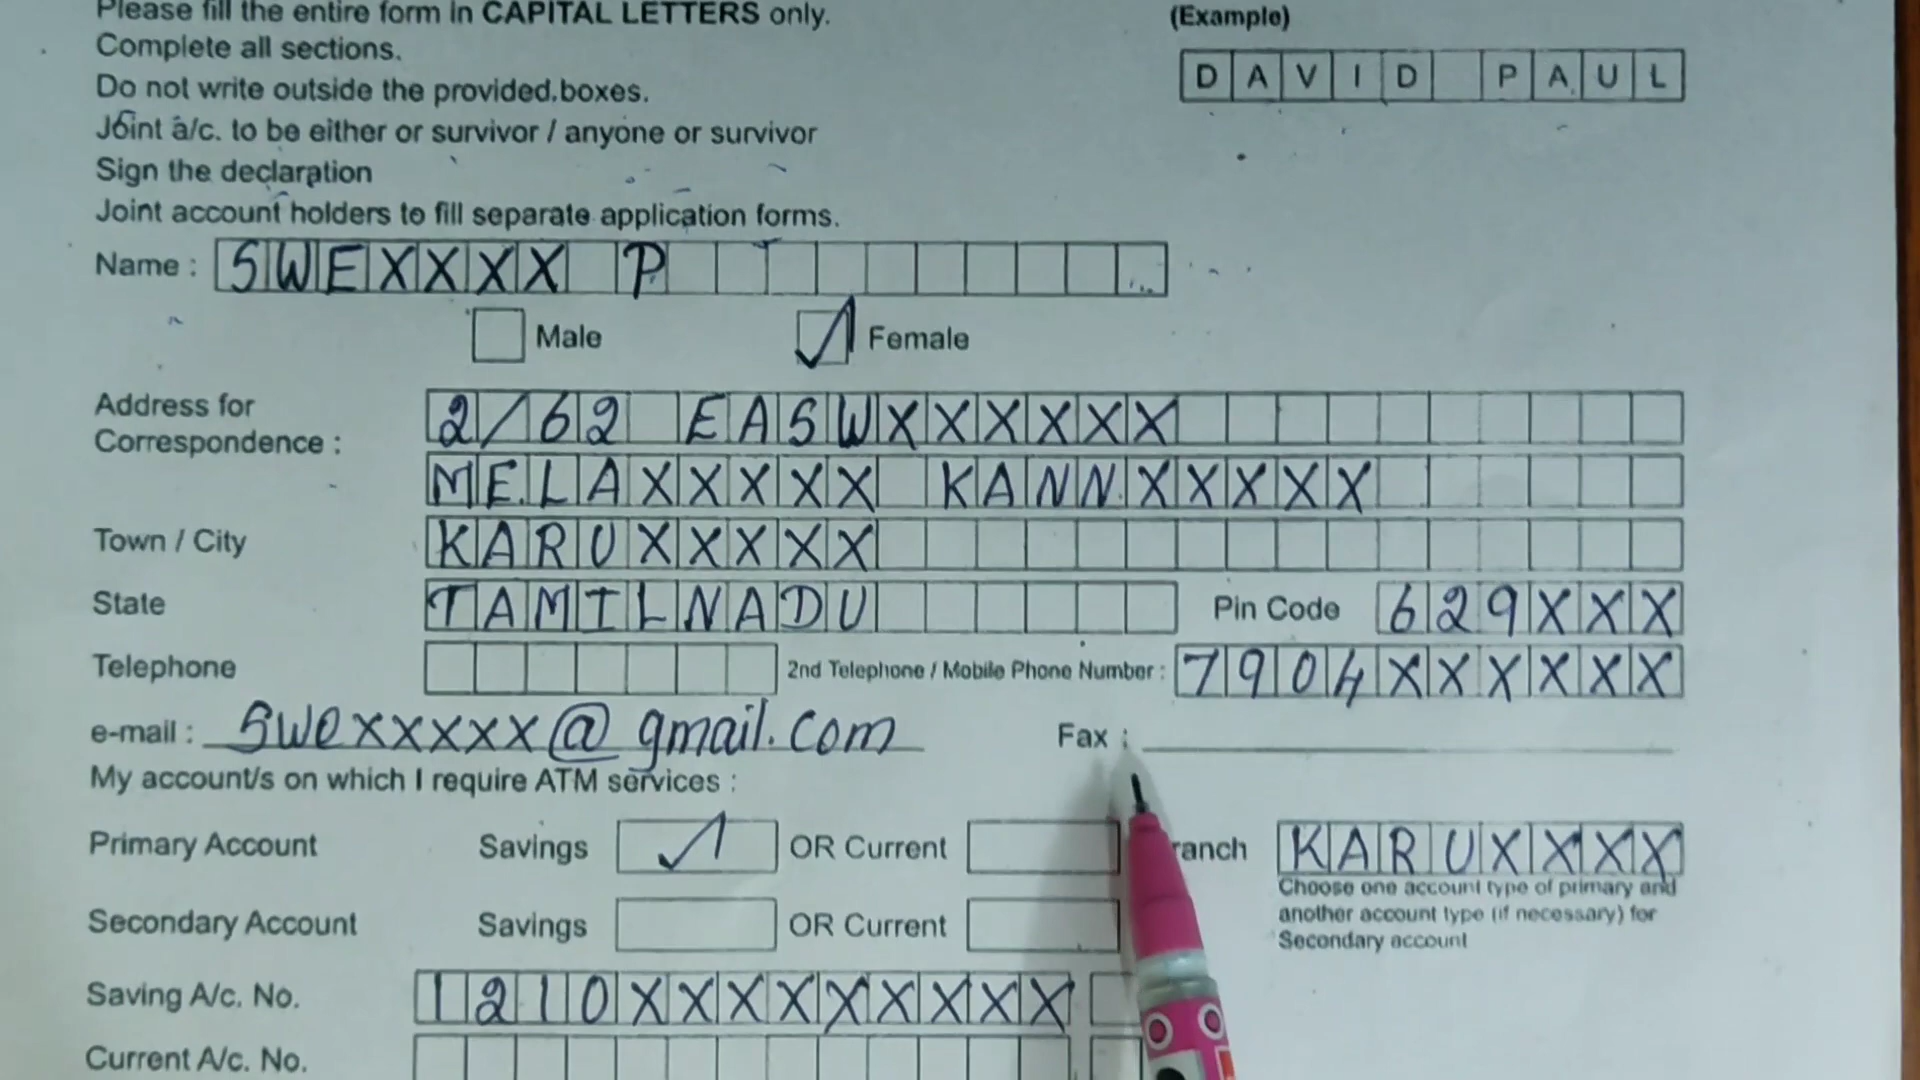 Please fill the entire form in CAPITAL LETTERS only.
(Example)
Complete all sections.
DAVID PAUL
Do not write outside the provided.boxes.
Joint a/c. to be either or survivor / anyone or survivor
Sign the declaration
Joint account holders to fill separate application forms.
Name : SWEXXXX P
Male Female
Address for Correspondence : 2/62 EASWXXXXXX
MELAXXXXX KANNXXXXX
Town / City KARUXXXXX
State TAMILNADU Pin Code 629XXX
Telephone 2nd Telephone / Mobile Phone Number : 7904XXXXXX
e-mail : swexxxxx@gmail.com Fax :
My account/s on which I require ATM services :
Primary Account Savings OR Current ranch KARUXXXX
Choose one account type of primary and
another account type (if necessary) for
Secondary account
Secondary Account Savings OR Current
Saving A/c. No. 1210XXXXXXXXX
Current A/c. No.